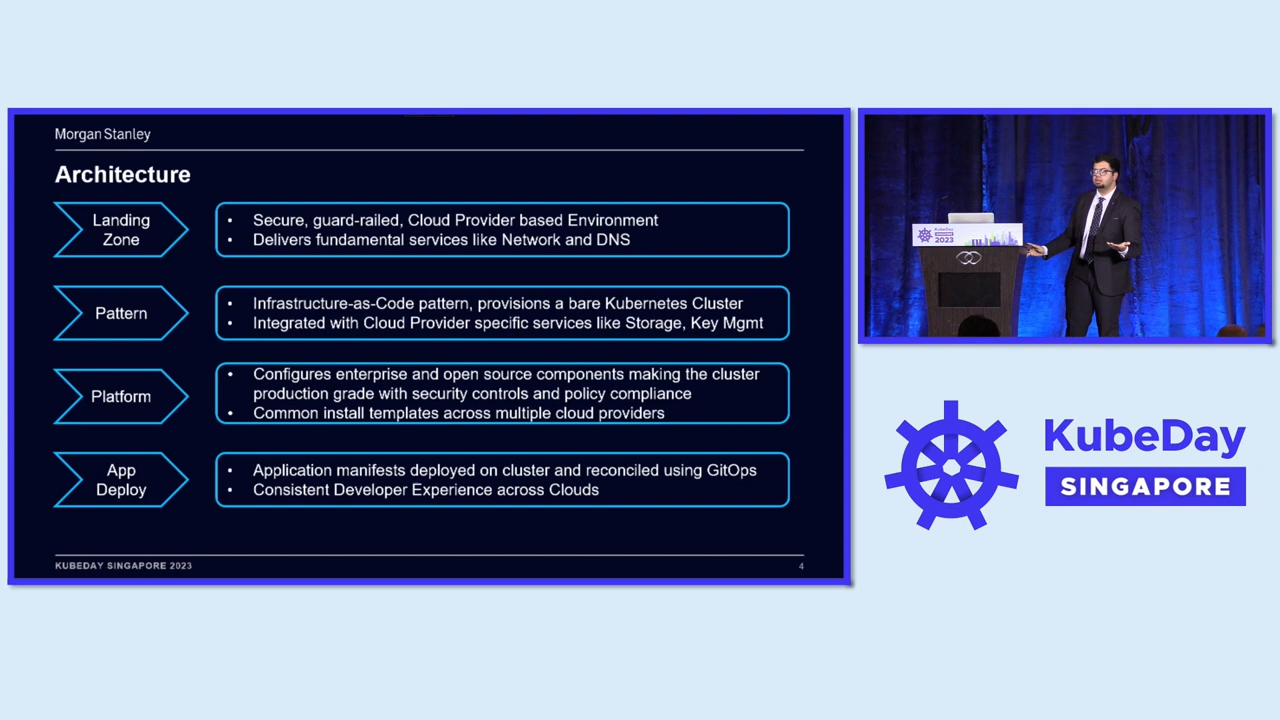 Morgan Stanley
Architecture
Landing
Zone
• Secure, guard-railed, Cloud Provider based Environment
• Delivers fundamental services like Network and DNS
Pattern
• Infrastructure-as-Code pattern, provisions a bare Kubernetes Cluster
• Integrated with Cloud Provider specific services like Storage, Key Mgmt
Platform
• Configures enterprise and open source components making the cluster
production grade with security controls and policy compliance
• Common install templates across multiple cloud providers
App
Deploy
• Application manifests deployed on cluster and reconciled using GitOps
• Consistent Developer Experience across Clouds
KUBEDAY SINGAPORE 2023
4
KubeDay
SINGAPORE
2023
KubeDay
SINGAPORE